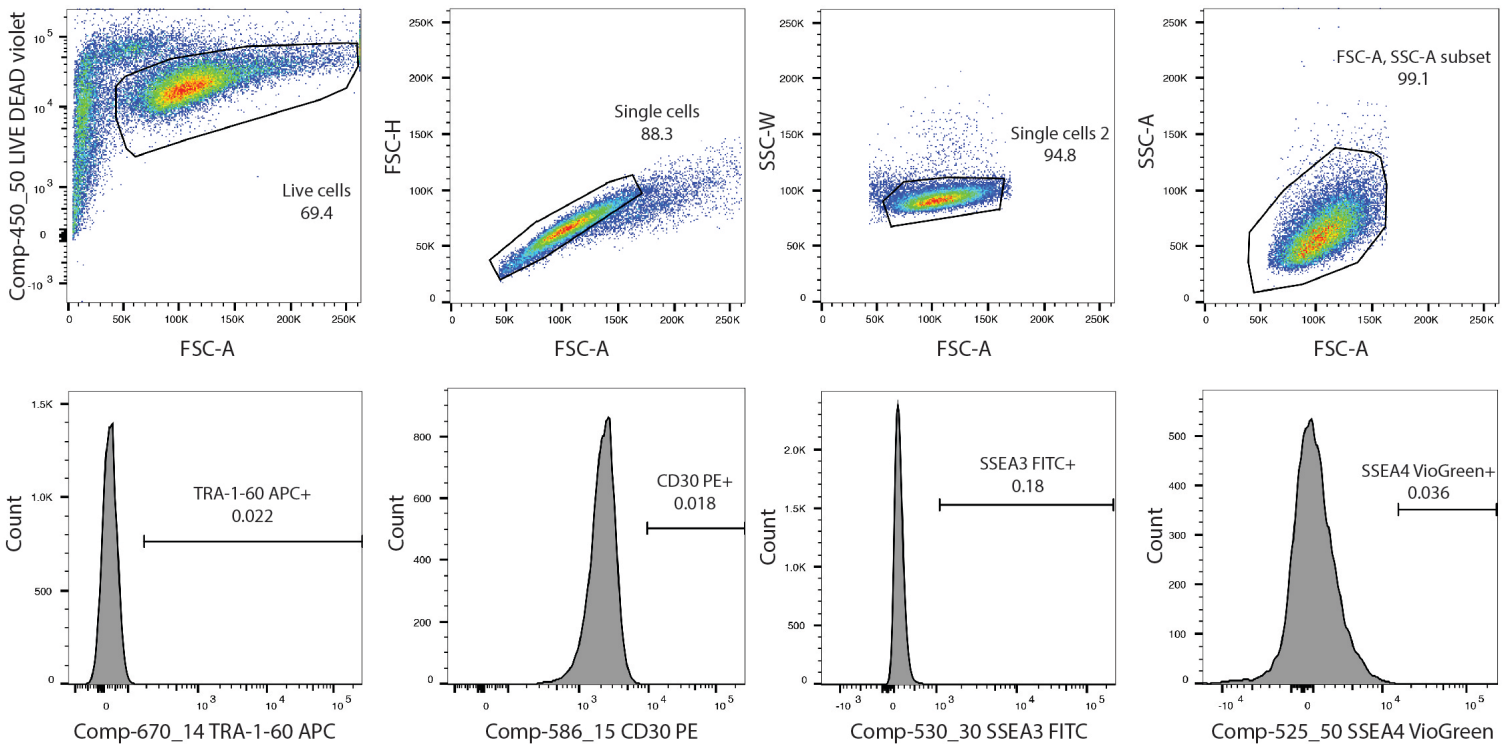 Comp-450_50 LIVE DEAD violet
10 5
10 4
10 3
0
-10 3
Live cells
69.4
0 50K 100K 150K 200K 250K
FSC-A
FSC-H
250K
200K
150K
100K
50K
0
Single cells
88.3
0 50K 100K 150K 200K 250K
FSC-A
SSC-W
250K
200K
150K
100K
50K
0
Single cells 2
94.8
0 50K 100K 150K 200K 250K
FSC-A
SSC-A
250K
200K
150K
100K
50K
0
FSC-A, SSC-A subset
99.1
0 50K 100K 150K 200K 250K
FSC-A
Count
1.5K
1.0K
500
0
TRA-1-60 APC+
0.022
0 10 3 10 4 10 5
Comp-670_14 TRA-1-60 APC
Count
800
600
400
200
0
CD30 PE+
0.018
0 10 3 10 4 10 5
Comp-586_15 CD30 PE
Count
2.0K
1.5K
1.0K
500
0
SSEA3 FITC+
0.18
-10 3 0 10 3 10 4 10 5
Comp-530_30 SSEA3 FITC
Count
500
400
300
200
100
0
SSEA4 VioGreen+
0.036
-10 4 0 10 4 10 5
Comp-525_50 SSEA4 VioGreen